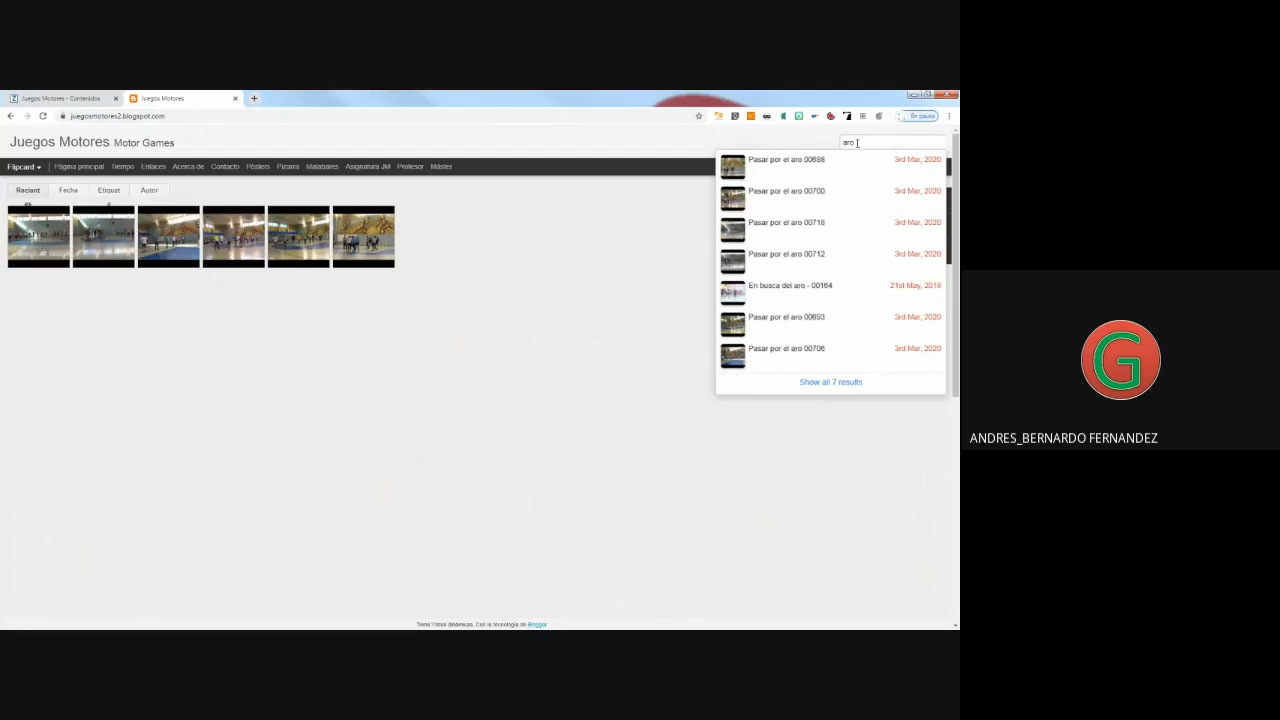 Juegos Motores - Contenidos
Juegos Motores
juegosmotores2.blogspot.com
En pausa
Juegos Motores Motor Games
aro
Flipcard Página principal Tiempo Enlaces Acerca de Contacto Pósters Pizarra Malabares Asignatura JM Profesor Máster
Recient Fecha Etiquet Autor
Pasar por el aro 00688 3rd Mar, 2020
Pasar por el aro 00700 3rd Mar, 2020
Pasar por el aro 00718 3rd Mar, 2020
Pasar por el aro 00712 3rd Mar, 2020
En busca del aro - 00164 21st May, 2018
Pasar por el aro 00693 3rd Mar, 2020
Pasar por el aro 00706 3rd Mar, 2020
Show all 7 results
G
ANDRES_BERNARDO FERNANDEZ
Tema Vistas dinámicas. Con la tecnología de Blogger